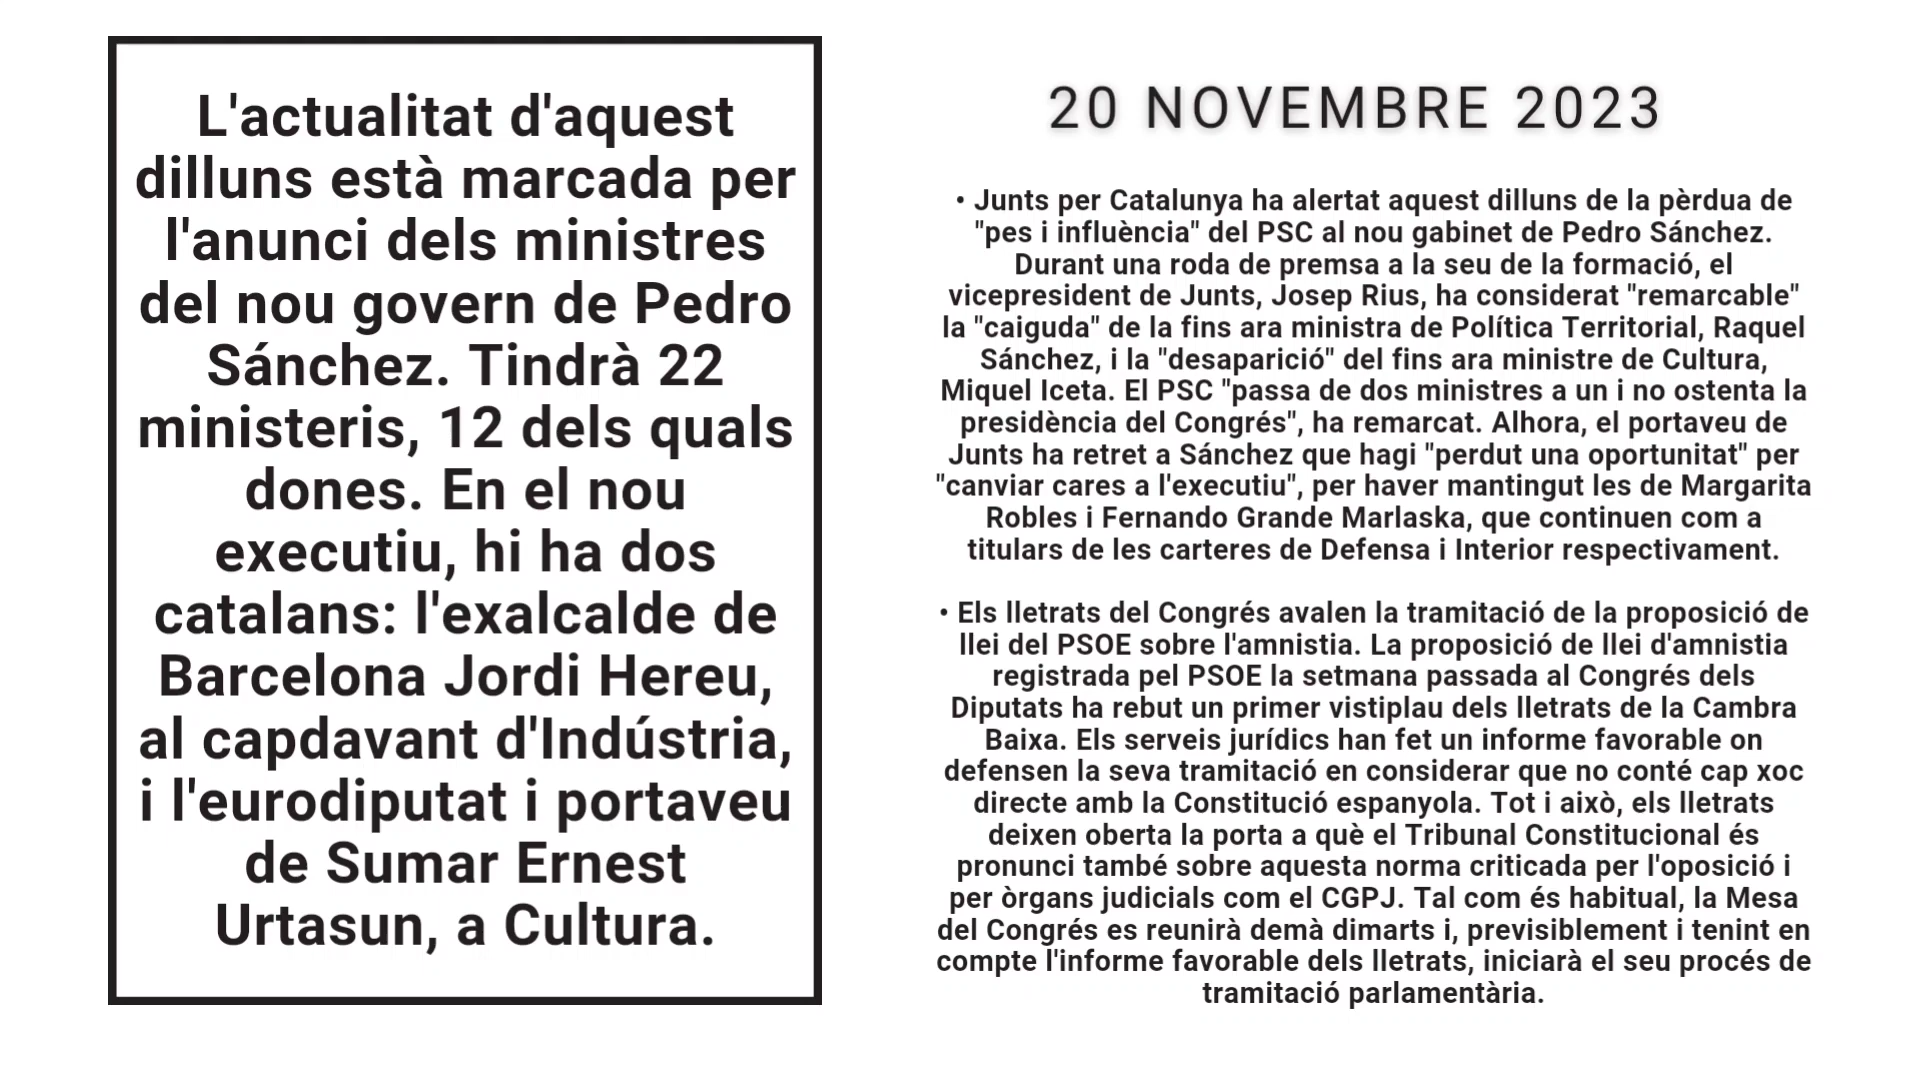 L'actualitat d'aquest
dilluns està marcada per
l'anunci dels ministres
del nou govern de Pedro
Sánchez. Tindrà 22
ministeris, 12 dels quals
dones. En el nou
executiu, hi ha dos
catalans: l'exalcalde de
Barcelona Jordi Hereu,
al capdavant d'Indústria,
i l'eurodiputat i portaveu
de Sumar Ernest
Urtasun, a Cultura.
20 NOVEMBRE 2023
• Junts per Catalunya ha alertat aquest dilluns de la pèrdua de
"pes i influència" del PSC al nou gabinet de Pedro Sánchez.
Durant una roda de premsa a la seu de la formació, el
vicepresident de Junts, Josep Rius, ha considerat "remarcable"
la "caiguda" de la fins ara ministra de Política Territorial, Raquel
Sánchez, i la "desaparició" del fins ara ministre de Cultura,
Miquel Iceta. El PSC "passa de dos ministres a un i no ostenta la
presidència del Congrés", ha remarcat. Alhora, el portaveu de
Junts ha retret a Sánchez que hagi "perdut una oportunitat" per
"canviar cares a l'executiu", per haver mantingut les de Margarita
Robles i Fernando Grande Marlaska, que continuen com a
titulars de les carteres de Defensa i Interior respectivament.
• Els lletrats del Congrés avalen la tramitació de la proposició de
llei del PSOE sobre l'amnistia. La proposició de llei d'amnistia
registrada pel PSOE la setmana passada al Congrés dels
Diputats ha rebut un primer vistiplau dels lletrats de la Cambra
Baixa. Els serveis jurídics han fet un informe favorable on
defensen la seva tramitació en considerar que no conté cap xoc
directe amb la Constitució espanyola. Tot i això, els lletrats
deixen oberta la porta a què el Tribunal Constitucional és
pronunci també sobre aquesta norma criticada per l'oposició i
per òrgans judicials com el CGPJ. Tal com és habitual, la Mesa
del Congrés es reunirà demà dimarts i, previsiblement i tenint en
compte l'informe favorable dels lletrats, iniciarà el seu procés de
tramitació parlamentària.